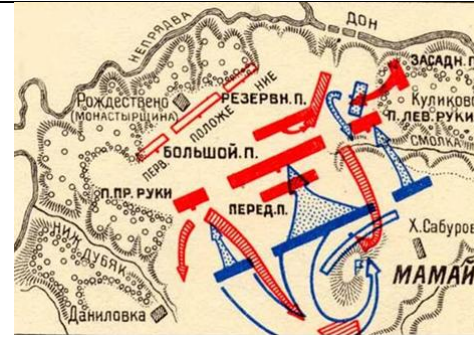 НЕПРЯДВА
ДОН
ЗАСАДН. П.
Рождествено
(МОНАСТЫРЩИНА)
ПЕРВ. ПОЛОЖЕНИЕ
РЕЗЕРВН. П.
Куликово
П. ЛЕВ. РУКИ
СМОЛКА
БОЛЬШОЙ. П.
П. ПР. РУКИ
ПЕРЕД. П.
НИЖ. ДУБЯК
Х. Сабуров
МАМАЙ
Даниловка